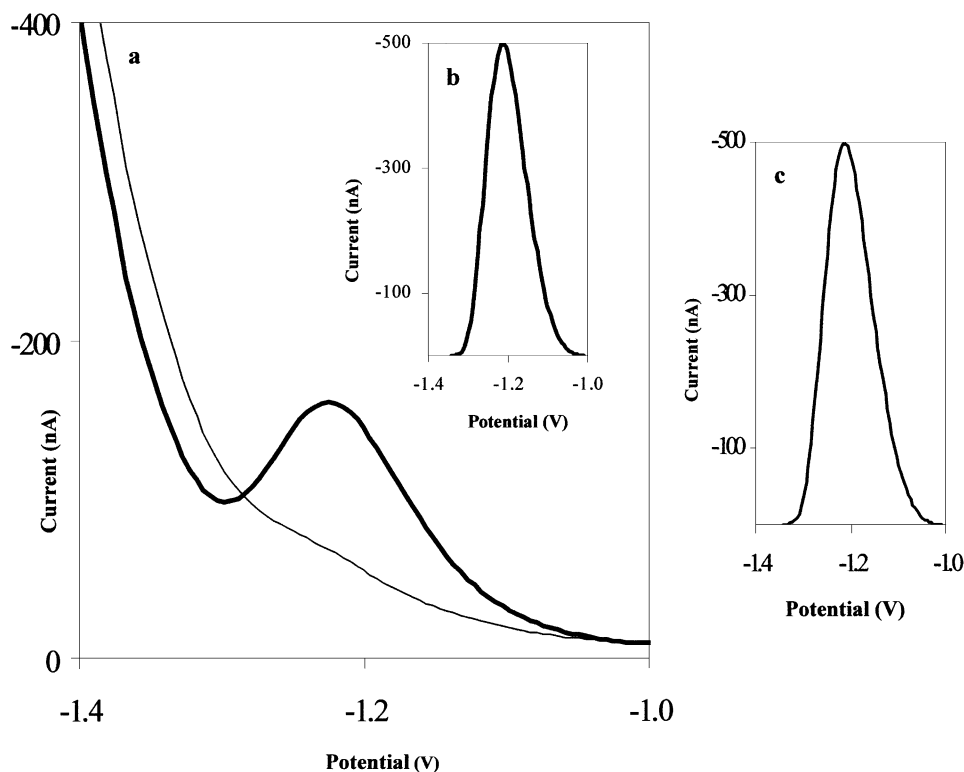 -400
a
-200
0
Current (nA)
-1.4
-1.2
-1.0
Potential (V)
-500
b
-300
-100
Current (nA)
-1.4
-1.2
-1.0
Potential (V)
-500
c
-300
-100
Current (nA)
-1.4
-1.2
-1.0
Potential (V)